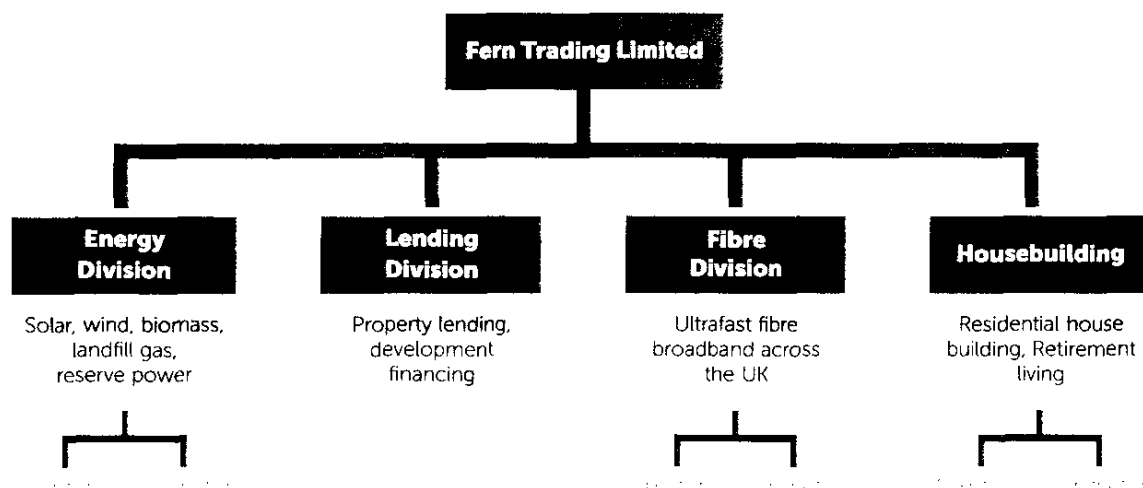 Fern Trading Limited
Energy
Division
Lending
Division
Fibre
Division
Housebuilding
Solar, wind, biomass,
landfill gas,
reserve power
Property lending,
development
financing
Ultrafast fibre
broadband across
the UK
Residential house
building, Retirement
living